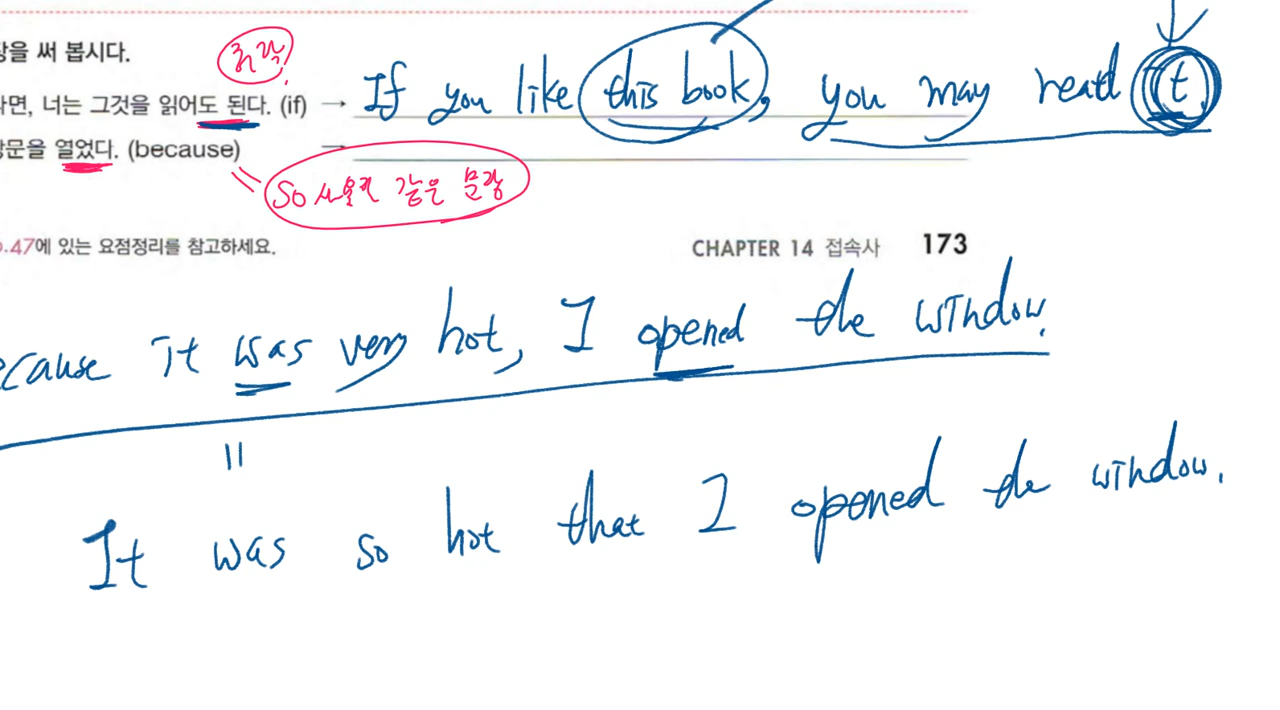 장을 써 봅시다.
허락!
라면, 너는 그것을 읽어도 된다. (if) → If you like this book, you may read it
방문을 열었다. (because) →
So 사용한 같은 문장
p.47에 있는 요점정리를 참고하세요.
CHAPTER 14 접속사 173
ecause it was very hot, I opened the window.
It was so hot that I opened the window.